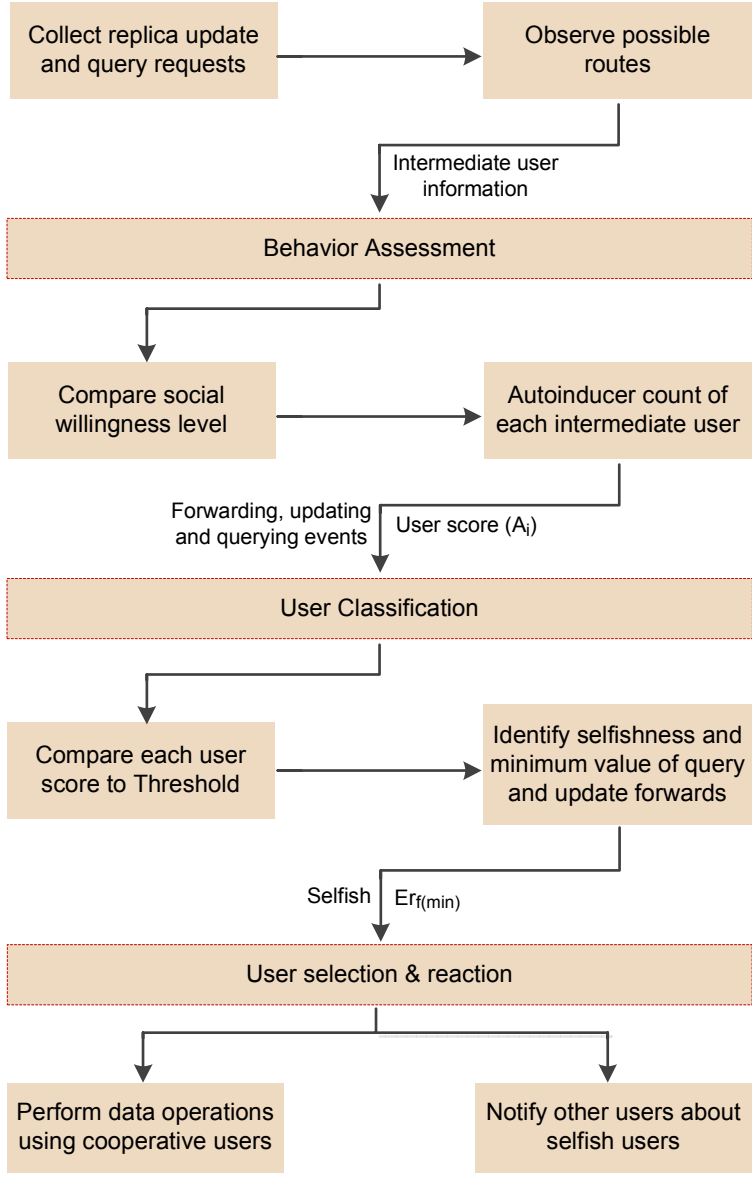 Collect replica update
and query requests
Observe possible
routes
Intermediate user
information
Behavior Assessment
Compare social
willingness level
Autoinducer count of
each intermediate user
Forwarding, updating
and querying events
User score (Ai)
User Classification
Compare each user
score to Threshold
Identify selfishness and
minimum value of query
and update forwards
Selfish
Erf(min)
User selection & reaction
Perform data operations
using cooperative users
Notify other users about
selfish users